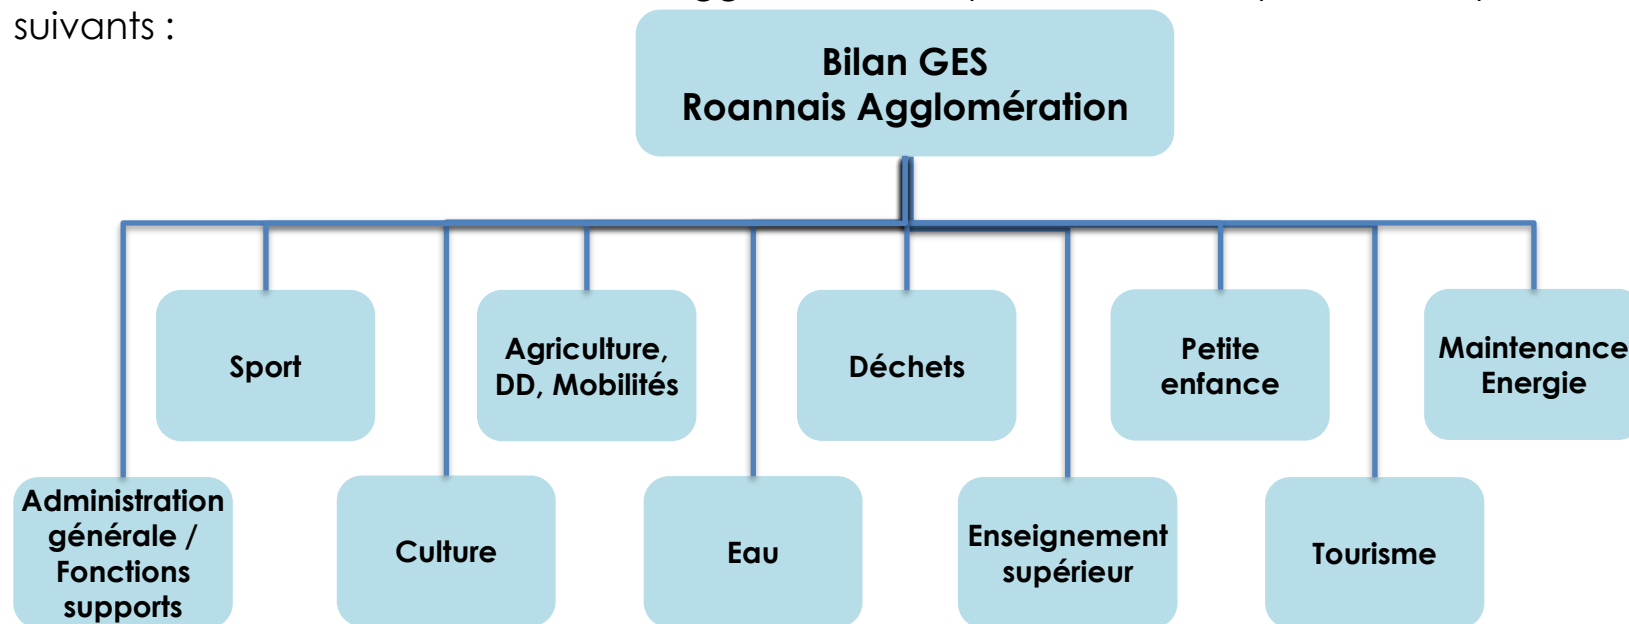 suivants :
Bilan GES
Roannais Agglomération
Sport
Agriculture,
DD, Mobilités
Déchets
Petite
enfance
Maintenance
Energie
Administration
générale /
Fonctions
supports
Culture
Eau
Enseignement
supérieur
Tourisme